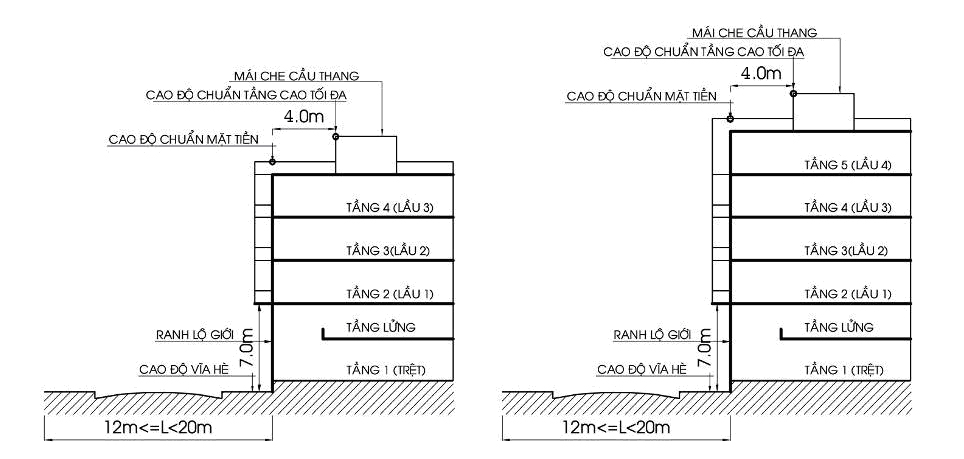 MÁI CHE CẦU THANG
CAO ĐỘ CHUẨN TẦNG CAO TỐI ĐA
4.0m
CAO ĐỘ CHUẨN MẶT TIỀN
TẦNG 4 (LẦU 3)
TẦNG 3(LẦU 2)
TẦNG 2 (LẦU 1)
TẦNG LỬNG
RANH LỘ GIỚI
7.0m
CAO ĐỘ VĨA HÈ
TẦNG 1 (TRỆT)
12m<=L<20m
MÁI CHE CẦU THANG
CAO ĐỘ CHUẨN TẦNG CAO TỐI ĐA
4.0m
CAO ĐỘ CHUẨN MẶT TIỀN
TẦNG 5 (LẦU 4)
TẦNG 4 (LẦU 3)
TẦNG 3(LẦU 2)
TẦNG 2 (LẦU 1)
TẦNG LỬNG
RANH LỘ GIỚI
7.0m
CAO ĐỘ VĨA HÈ
TẦNG 1 (TRỆT)
12m<=L<20m